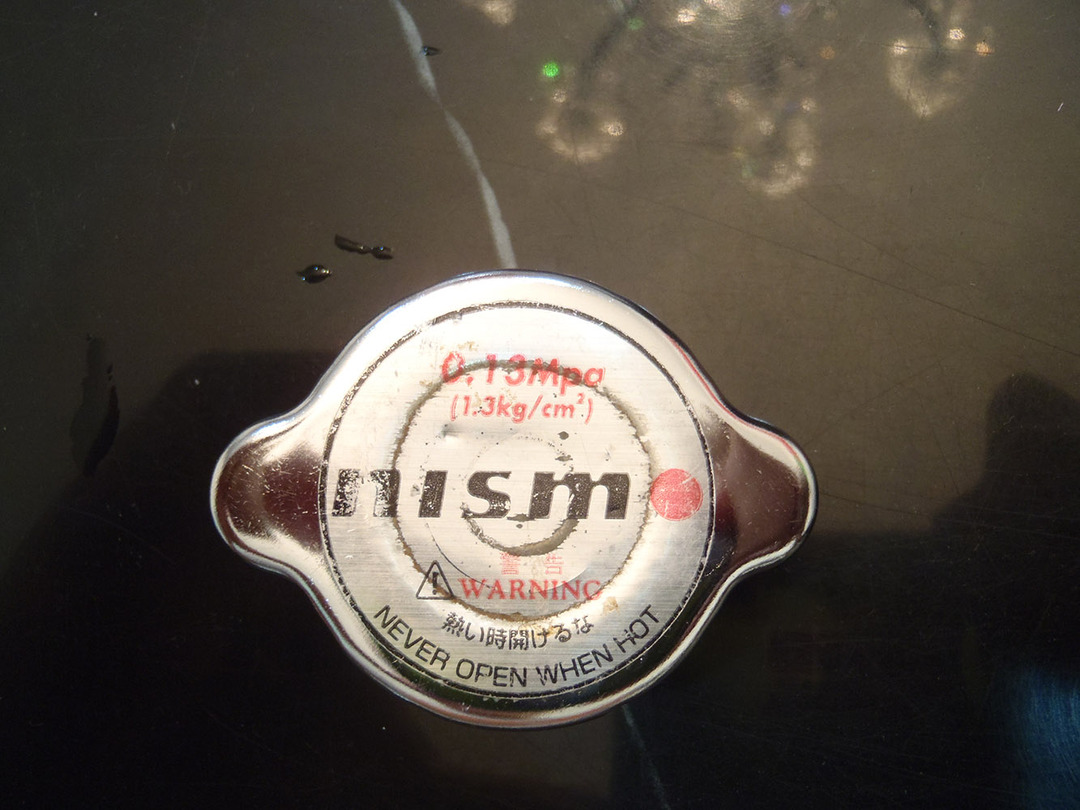 0.13Mpa
(1.3kg/cm²)
nism
警告
WARNING
熱い時開けるな
NEVER OPEN WHEN HOT